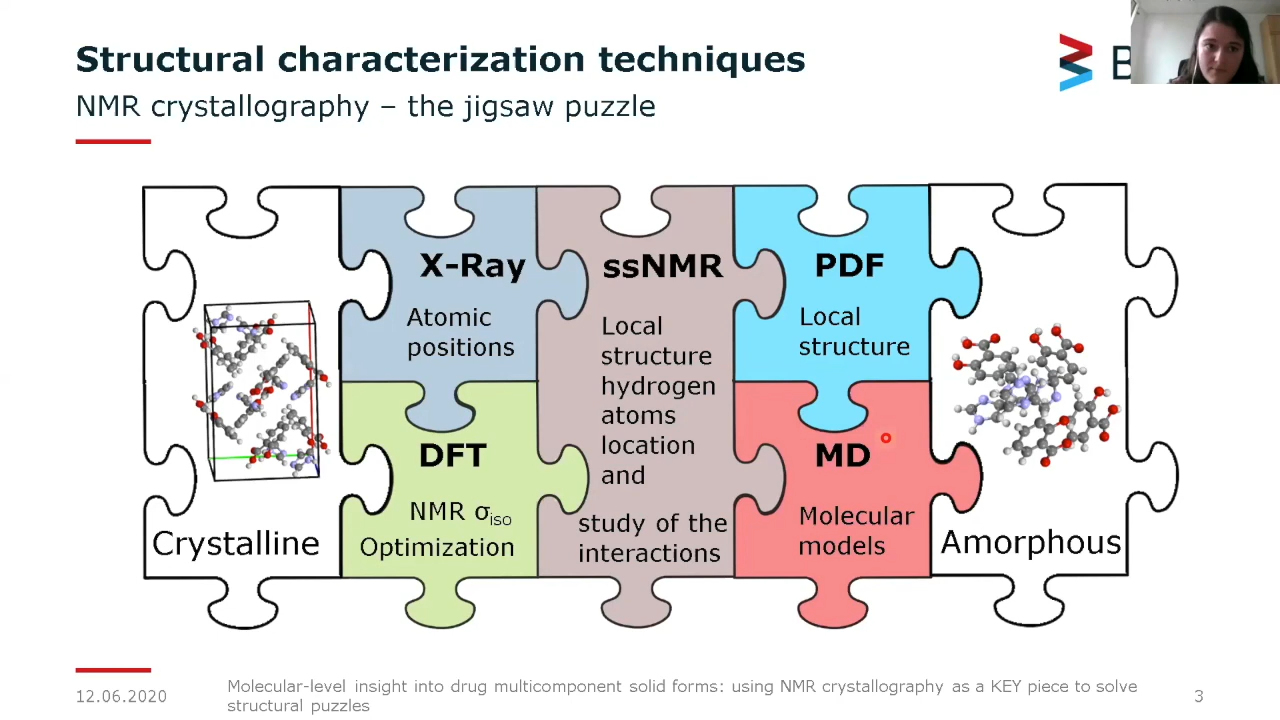 Structural characterization techniques
NMR crystallography – the jigsaw puzzle
B
X-Ray
Atomic
positions
ssNMR
Local
structure
hydrogen
atoms
location
and
study of the
interactions
PDF
Local
structure
DFT
NMR σiso
Optimization
MD
Molecular
models
Crystalline
Amorphous
12.06.2020
Molecular-level insight into drug multicomponent solid forms: using NMR crystallography as a KEY piece to solve
structural puzzles
3